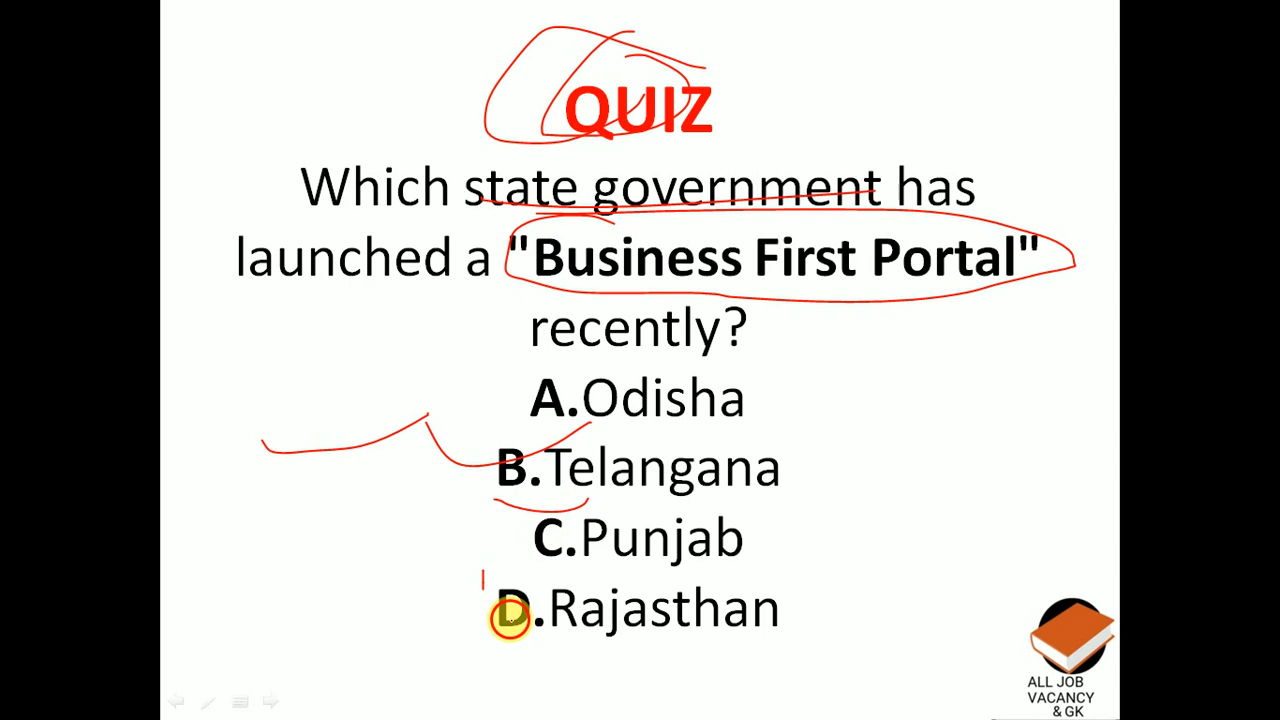 QUIZ
Which state government has
launched a "Business First Portal"
recently?
A.Odisha
B.Telangana
C.Punjab
D.Rajasthan
ALL JOB
VACANCY
& GK